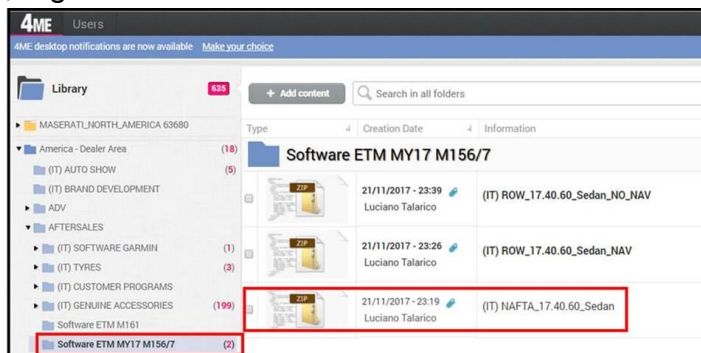 4ME Users
4ME desktop notifications are now available Make your choice
Library 635
+ Add content
Search in all folders
MASERATI_NORTH_AMERICA 63680
Type Creation Date Information
America - Dealer Area (18)
Software ETM MY17 M156/7
(IT) AUTO SHOW (5)
(IT) BRAND DEVELOPMENT
ADV
AFTERSALES
(IT) SOFTWARE GARMIN (1)
(IT) TYRES (3)
(IT) CUSTOMER PROGRAMS
(IT) GENUINE ACCESSORIES (199)
Software ETM M161
Software ETM MY17 M156/7 (2)
ZIP
21/11/2017 - 23:39
Luciano Talarico
(IT) ROW_17.40.60_Sedan_NO_NAV
ZIP
21/11/2017 - 23:26
Luciano Talarico
(IT) ROW_17.40.60_Sedan_NAV
ZIP
21/11/2017 - 23:19
Luciano Talarico
(IT) NAFTA_17.40.60_Sedan